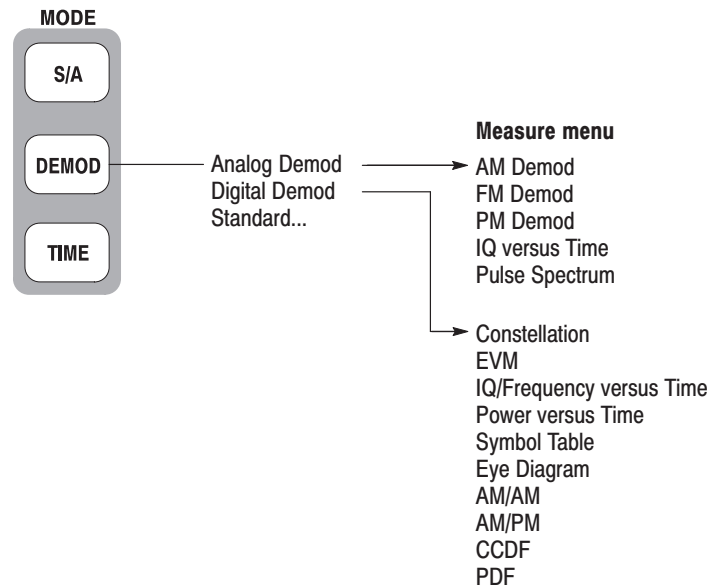 MODE
S/A
DEMOD
TIME
Analog Demod
Digital Demod
Standard...
Measure menu
AM Demod
FM Demod
PM Demod
IQ versus Time
Pulse Spectrum
Constellation
EVM
IQ/Frequency versus Time
Power versus Time
Symbol Table
Eye Diagram
AM/AM
AM/PM
CCDF
PDF